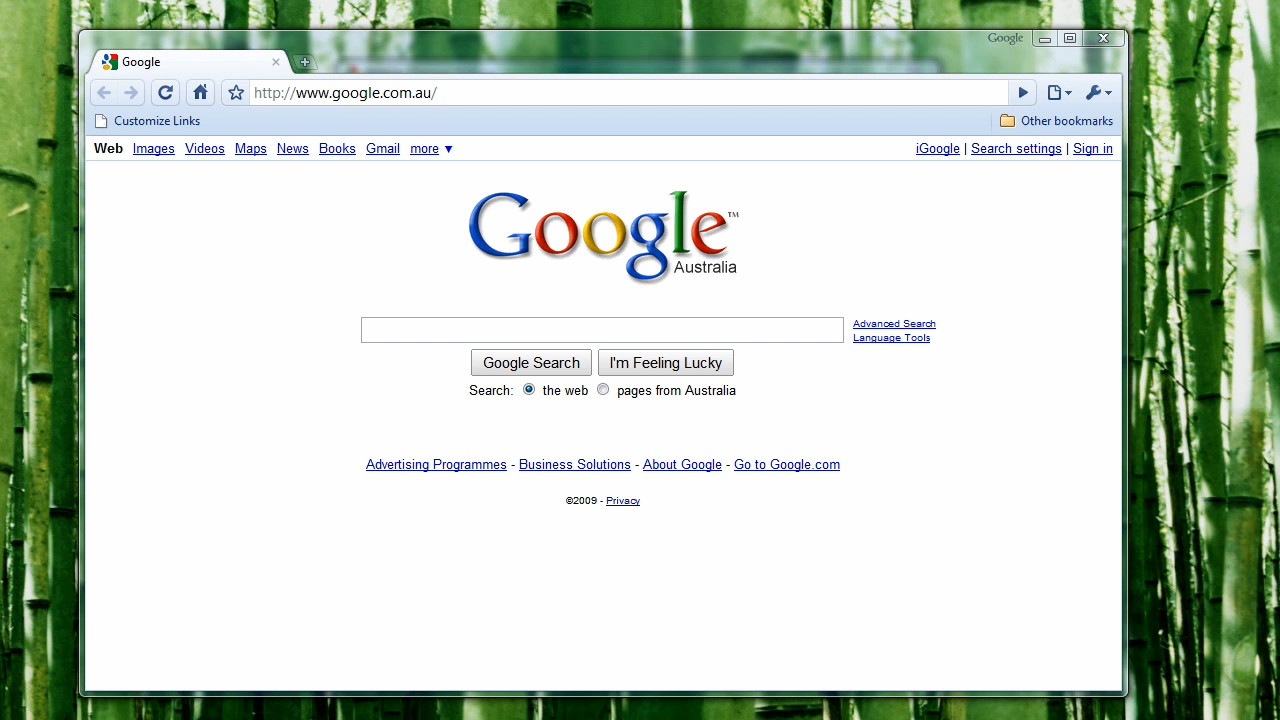 Google
Google
http://www.google.com.au/
Customize Links
Other bookmarks
Web Images Videos Maps News Books Gmail more ▼
iGoogle | Search settings | Sign in
Google™
Australia
Advanced Search
Language Tools
Google Search I'm Feeling Lucky
Search: the web pages from Australia
Advertising Programmes - Business Solutions - About Google - Go to Google.com
©2009 - Privacy